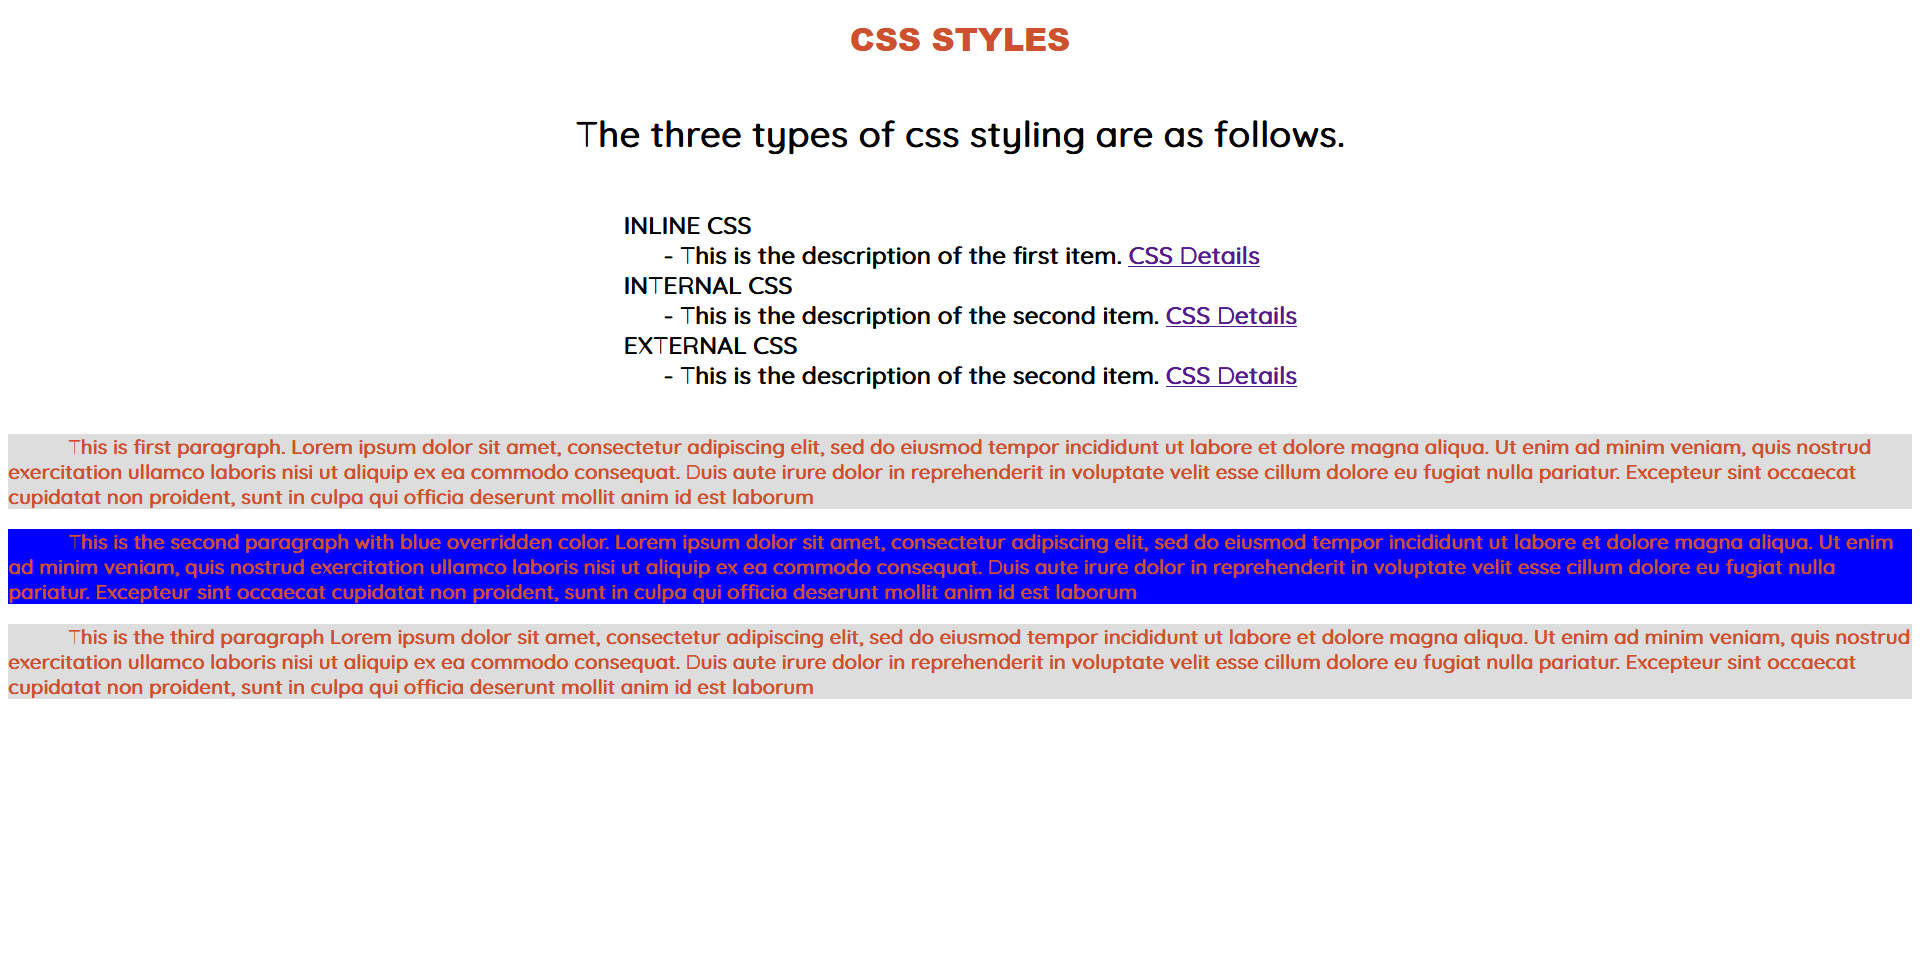 CSS STYLES
The three types of css styling are as follows.
INLINE CSS
- This is the description of the first item. CSS Details
INTERNAL CSS
- This is the description of the second item. CSS Details
EXTERNAL CSS
- This is the description of the second item. CSS Details
This is first paragraph. Lorem ipsum dolor sit amet, consectetur adipiscing elit, sed do eiusmod tempor incididunt ut labore et dolore magna aliqua. Ut enim ad minim veniam, quis nostrud
exercitation ullamco laboris nisi ut aliquip ex ea commodo consequat. Duis aute irure dolor in reprehenderit in voluptate velit esse cillum dolore eu fugiat nulla pariatur. Excepteur sint occaecat
cupidatat non proident, sunt in culpa qui officia deserunt mollit anim id est laborum
This is the second paragraph with blue overridden color. Lorem ipsum dolor sit amet, consectetur adipiscing elit, sed do eiusmod tempor incididunt ut labore et dolore magna aliqua. Ut enim
ad minim veniam, quis nostrud exercitation ullamco laboris nisi ut aliquip ex ea commodo consequat. Duis aute irure dolor in reprehenderit in voluptate velit esse cillum dolore eu fugiat nulla
pariatur. Excepteur sint occaecat cupidatat non proident, sunt in culpa qui officia deserunt mollit anim id est laborum
This is the third paragraph Lorem ipsum dolor sit amet, consectetur adipiscing elit, sed do eiusmod tempor incididunt ut labore et dolore magna aliqua. Ut enim ad minim veniam, quis nostrud
exercitation ullamco laboris nisi ut aliquip ex ea commodo consequat. Duis aute irure dolor in reprehenderit in voluptate velit esse cillum dolore eu fugiat nulla pariatur. Excepteur sint occaecat
cupidatat non proident, sunt in culpa qui officia deserunt mollit anim id est laborum